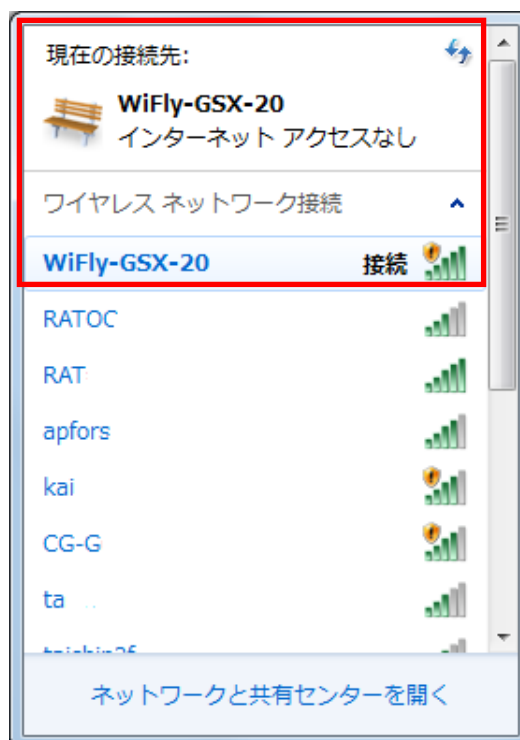 現在の接続先:
WiFly-GSX-20
インターネット アクセスなし
ワイヤレス ネットワーク接続
WiFly-GSX-20 接続
RATOC
RAT
apfors
kai
CG-G
ta
ネットワークと共有センターを開く